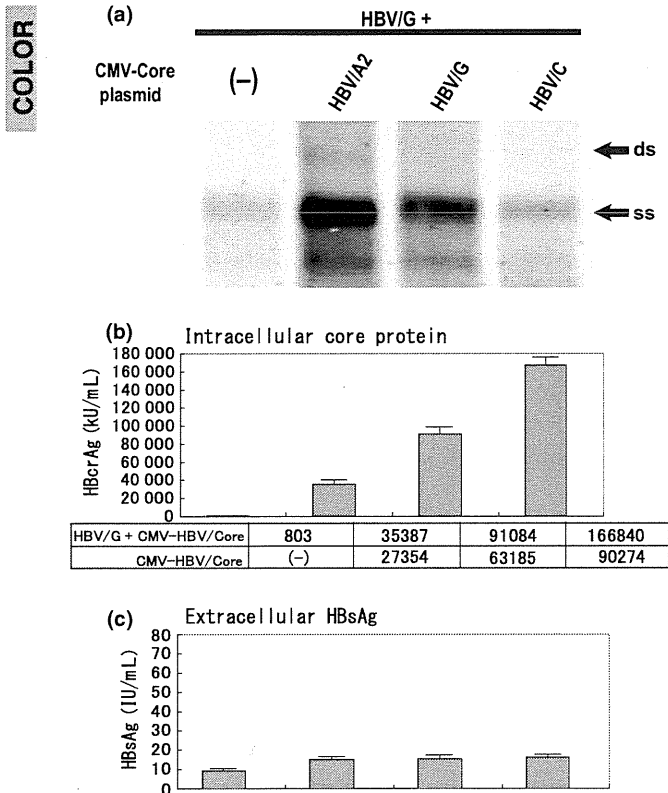 COLOR
(a)
HBV/G +
CMV-Core
plasmid
(-)
HBV/A2
HBV/G
HBV/C
ds
ss
(b) Intracellular core protein
HBcrAg (kU/mL)
180 000
160 000
140 000
120 000
100 000
80 000
60 000
40 000
20 000
0
HBV/G + CMV-HBV/Core 803 35387 91084 166840
CMV-HBV/Core (-) 27354 63185 90274
(c) Extracellular HBsAg
HBsAg (IU/mL)
80
70
60
50
40
30
20
10
0